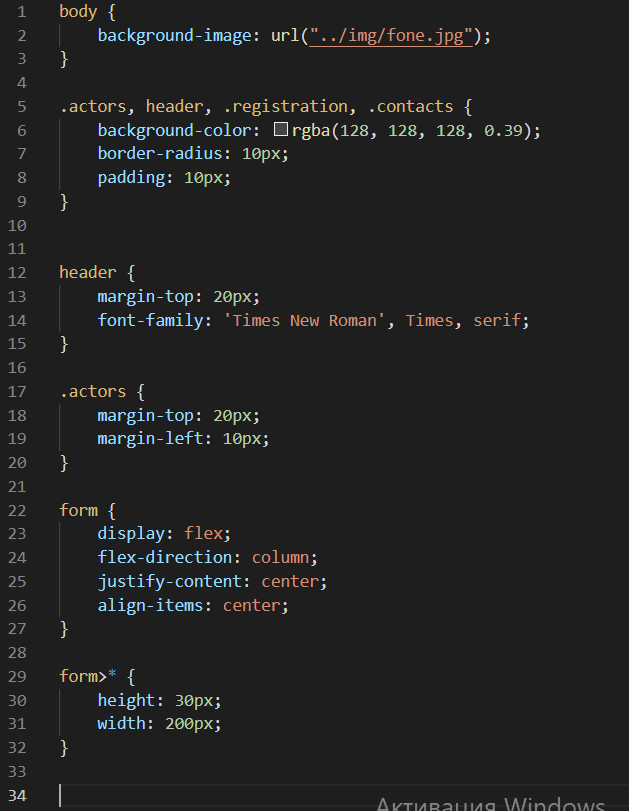 1 body {
2 background-image: url("../img/fone.jpg");
3 }
4
5 .actors, header, .registration, .contacts {
6 background-color: rgba(128, 128, 128, 0.39);
7 border-radius: 10px;
8 padding: 10px;
9 }
10
11
12 header {
13 margin-top: 20px;
14 font-family: 'Times New Roman', Times, serif;
15 }
16
17 .actors {
18 margin-top: 20px;
19 margin-left: 10px;
20 }
21
22 form {
23 display: flex;
24 flex-direction: column;
25 justify-content: center;
26 align-items: center;
27 }
28
29 form>* {
30 height: 30px;
31 width: 200px;
32 }
33
34
Активация Windows